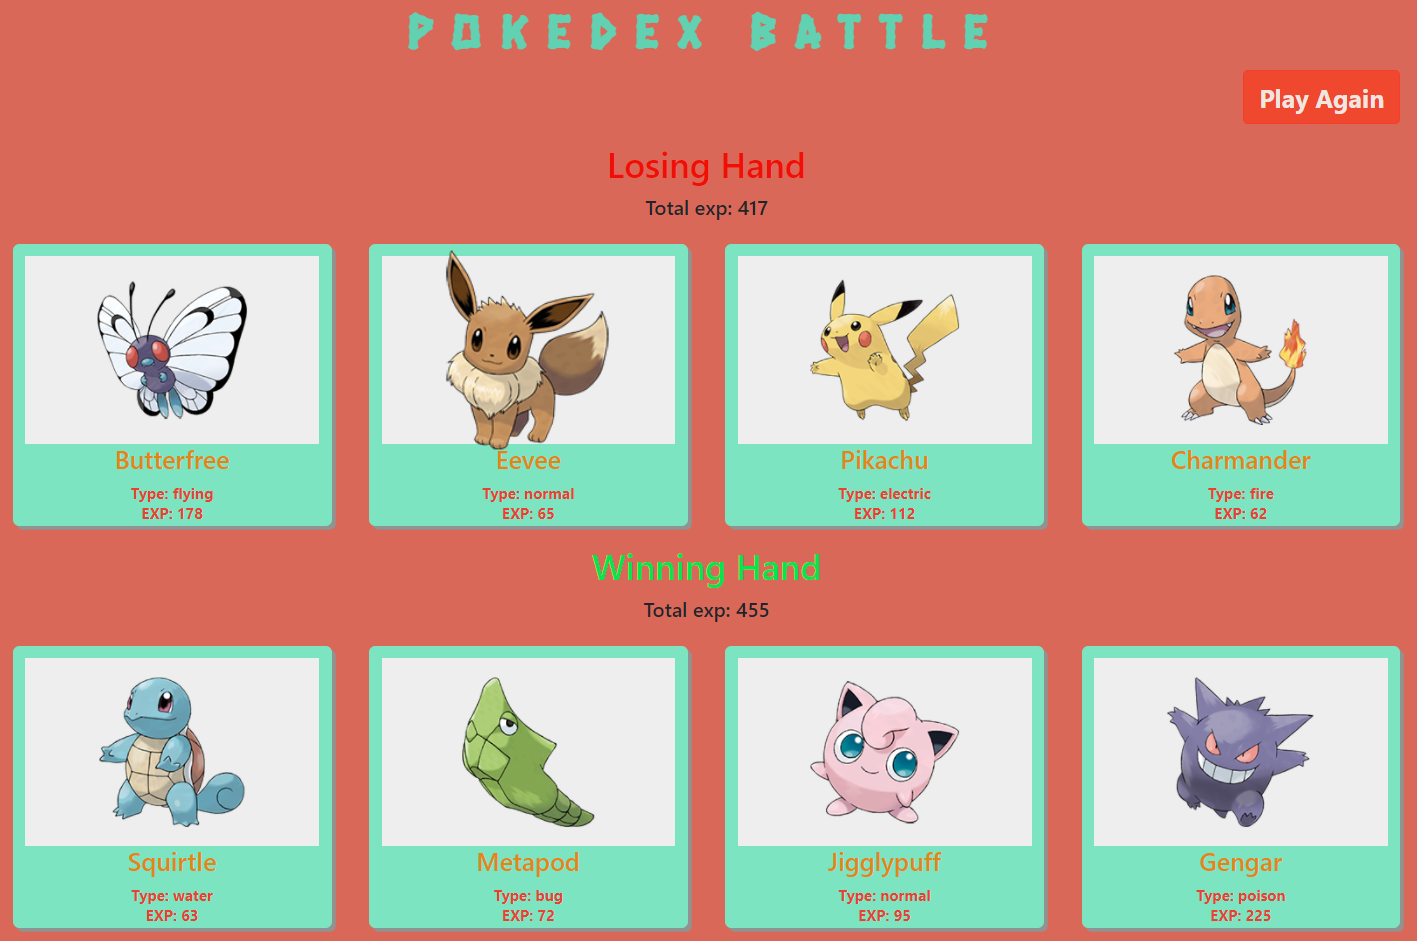 POKEDEX BATTLE
Play Again
Losing Hand
Total exp: 417
Butterfree
Type: flying
EXP: 178
Eevee
Type: normal
EXP: 65
Pikachu
Type: electric
EXP: 112
Charmander
Type: fire
EXP: 62
Winning Hand
Total exp: 455
Squirtle
Type: water
EXP: 63
Metapod
Type: bug
EXP: 72
Jigglypuff
Type: normal
EXP: 95
Gengar
Type: poison
EXP: 225